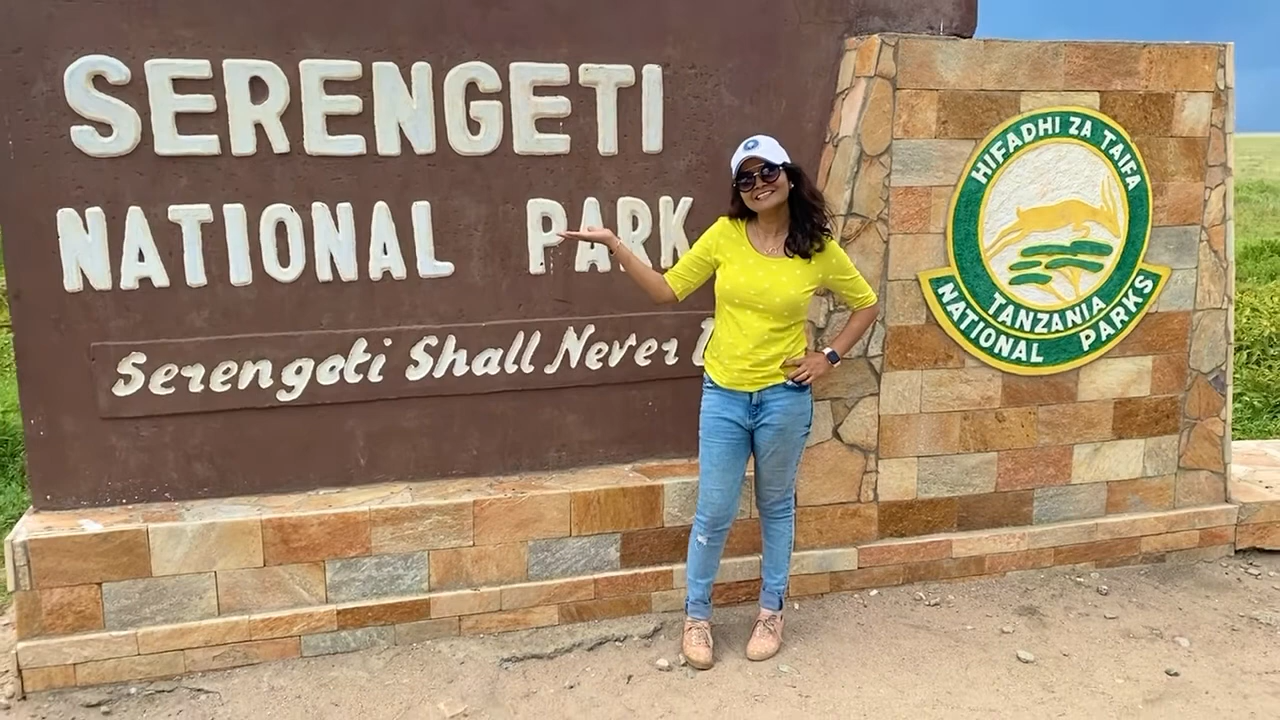 SERENGETI
NATIONAL PARK
Serengeti Shall Never
HIFADHI ZA TAIFA
TANZANIA
NATIONAL PARKS